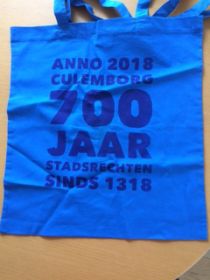 ANNO 2018
CULEMBORG
700
JAAR
STADSRECHTEN
SINDS 1318